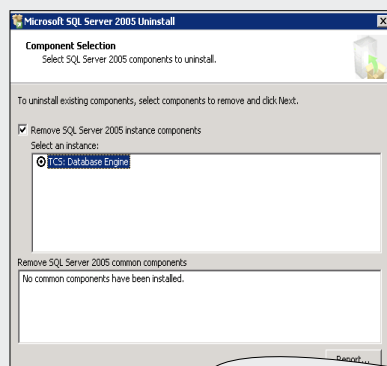 Microsoft SQL Server 2005 Uninstall
Component Selection
Select SQL Server 2005 components to uninstall.
To uninstall existing components, select components to remove and click Next.
Remove SQL Server 2005 instance components
Select an instance:
TCS: Database Engine
Remove SQL Server 2005 common components
No common components have been installed.
Report...